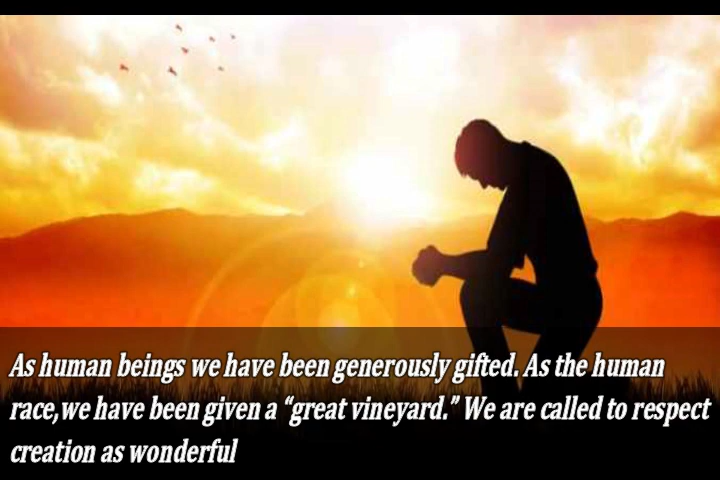 As human beings we have been generously gifted. As the human
race,we have been given a “great vineyard.” We are called to respect
creation as wonderful